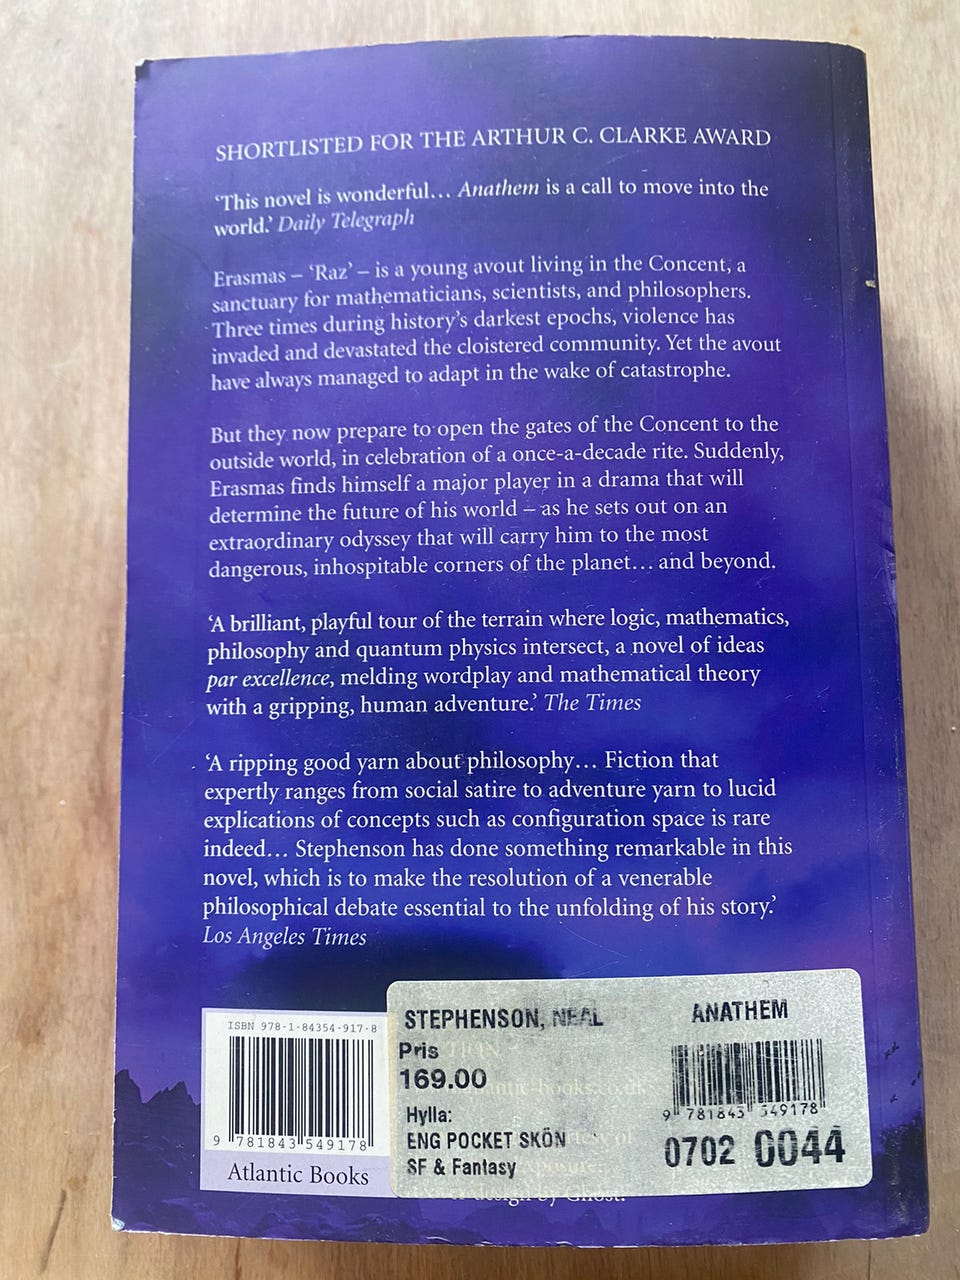 SHORTLISTED FOR THE ARTHUR C. CLARKE AWARD
‘This novel is wonderful… Anathem is a call to move into the
world.’ Daily Telegraph
Erasmas – ‘Raz’ – is a young avout living in the Concent, a
sanctuary for mathematicians, scientists, and philosophers.
Three times during history’s darkest epochs, violence has
invaded and devastated the cloistered community. Yet the avout
have always managed to adapt in the wake of catastrophe.
But they now prepare to open the gates of the Concent to the
outside world, in celebration of a once-a-decade rite. Suddenly,
Erasmas finds himself a major player in a drama that will
determine the future of his world – as he sets out on an
extraordinary odyssey that will carry him to the most
dangerous, inhospitable corners of the planet… and beyond.
‘A brilliant, playful tour of the terrain where logic, mathematics,
philosophy and quantum physics intersect, a novel of ideas
par excellence, melding wordplay and mathematical theory
with a gripping, human adventure.’ The Times
‘A ripping good yarn about philosophy… Fiction that
expertly ranges from social satire to adventure yarn to lucid
explications of concepts such as configuration space is rare
indeed… Stephenson has done something remarkable in this
novel, which is to make the resolution of a venerable
philosophical debate essential to the unfolding of his story.’
Los Angeles Times
ISBN 978-1-84354-917-8
9 781843 549178
Atlantic Books
STEPHENSON, NEAL
ANATHEM
Pris
169.00
Hylla:
ENG POCKET SKÖN
SF & Fantasy
9 781843 549178
0702 0044
design by Ghost.